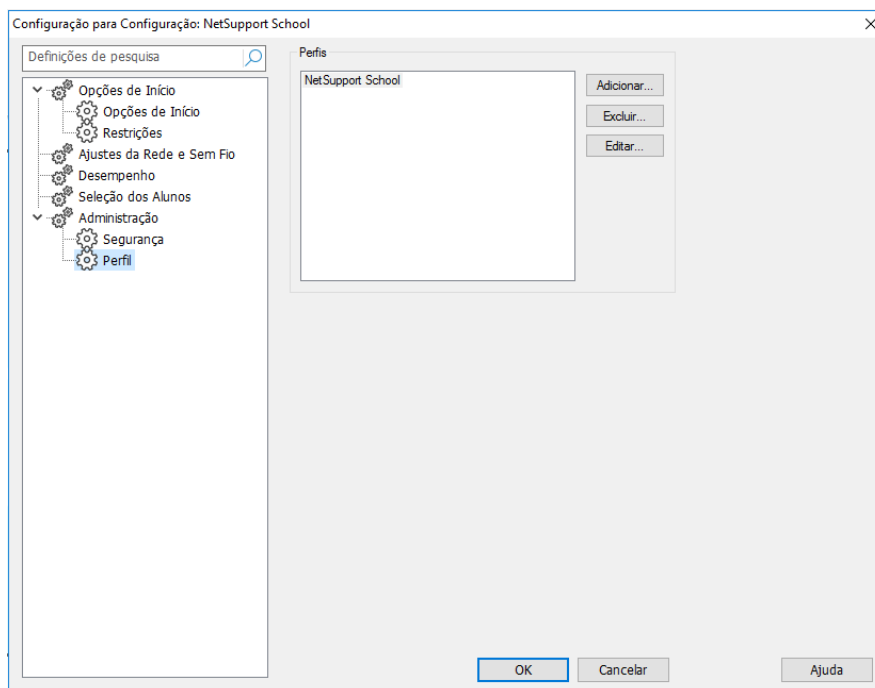 Configuração para Configuração: NetSupport School
Definições de pesquisa
Opções de Início
Opções de Início
Restrições
Ajustes da Rede e Sem Fio
Desempenho
Seleção dos Alunos
Administração
Segurança
Perfil
Perfis
NetSupport School
Adicionar...
Excluir...
Editar...
OK
Cancelar
Ajuda